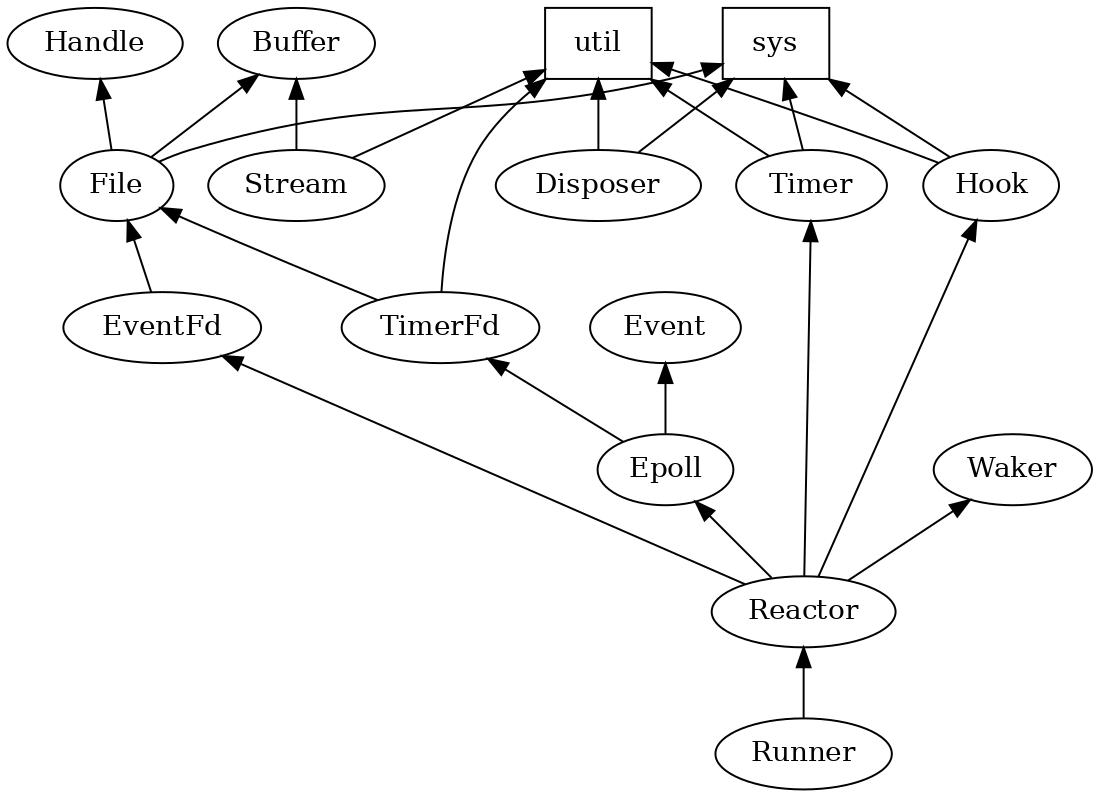 Handle
Buffer
util
sys
File
Stream
Disposer
Timer
Hook
EventFd
TimerFd
Event
Epoll
Waker
Reactor
Runner